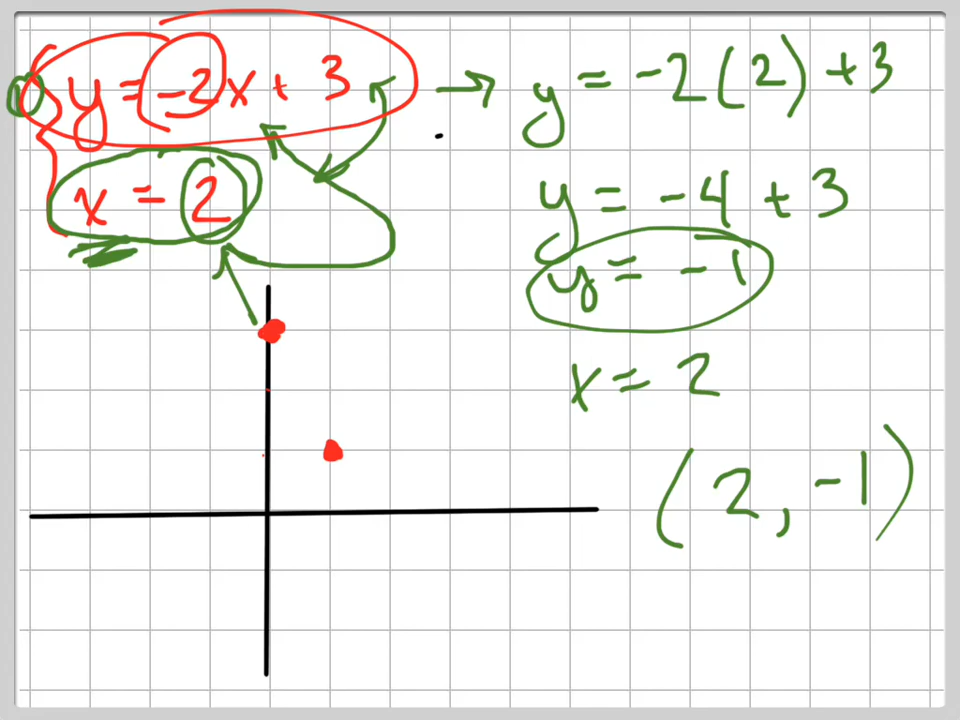 y = -2x + 3
x = 2
→ y = -2(2) + 3
y = -4 + 3
y = -1
x = 2
(2, -1)